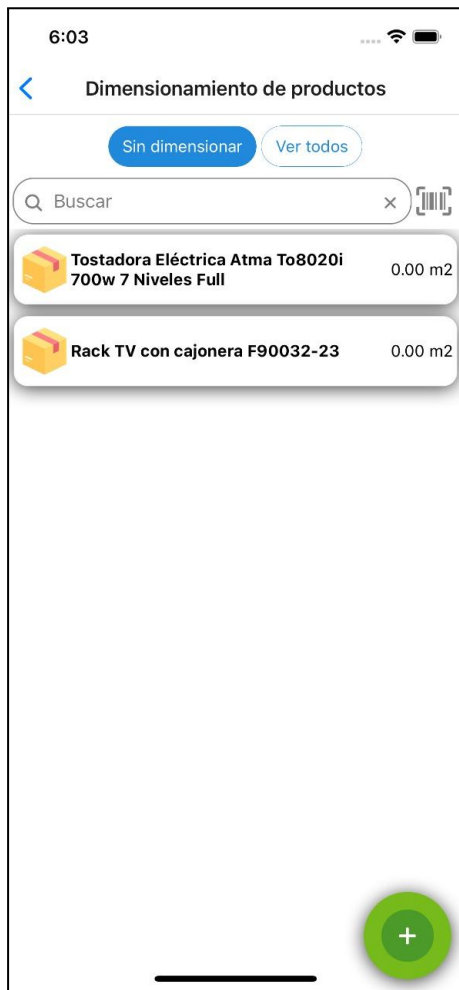 6:03
Dimensionamiento de productos
Sin dimensionar Ver todos
Buscar
Tostadora Eléctrica Atma To8020i
700w 7 Niveles Full
0.00 m2
Rack TV con cajonera F90032-23
0.00 m2